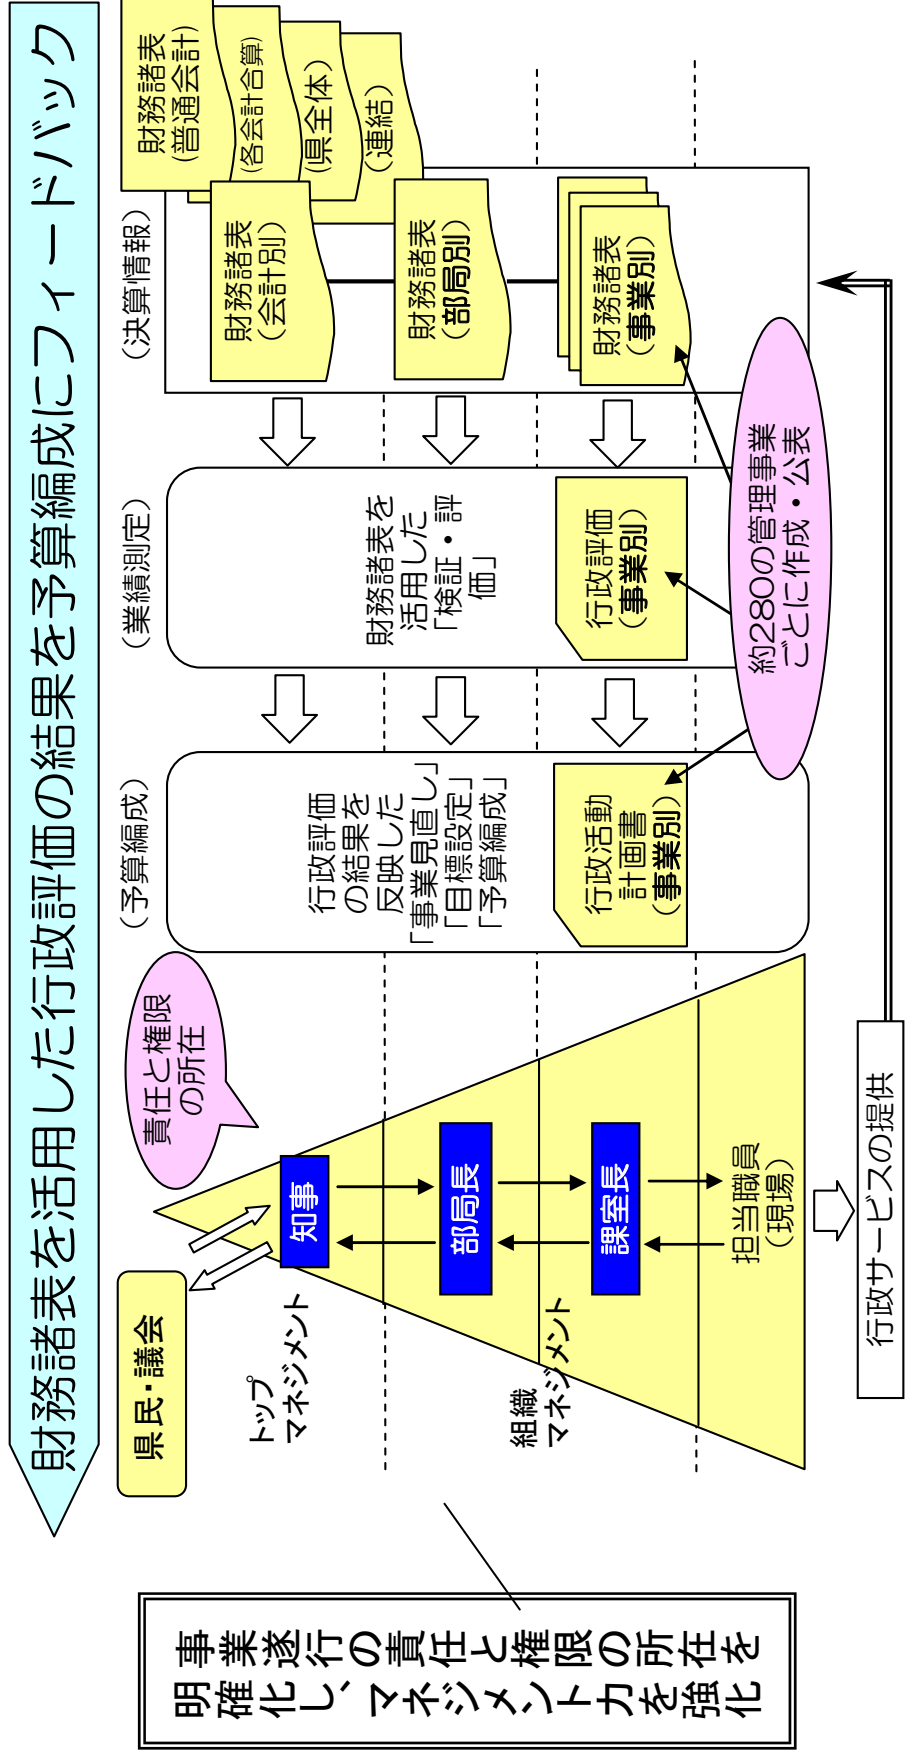 財務諸表を活用した行政評価の結果を予算編成にフィードバック
県民・議会
責任と権限
の所在
(予算編成)
(業績測定)
(決算情報)
財務諸表
(普通会計)
(各会計合算)
(県全体)
(連結)
トップ
マネジメント
知事
行政評価
の結果を
反映した
「事業見直し」
「目標設定」
「予算編成」
財務諸表を
活用した
「検証・評
価」
財務諸表
(会計別)
財務諸表
(部局別)
組織
マネジメント
部局長
課室長
行政活動
計画書
(事業別)
行政評価
(事業別)
財務諸表
(事業別)
担当職員
(現場)
約280の管理事業
ごとに作成・公表
行政サービスの提供
事業遂行の責任と権限の所在を
明確化し、マネジメント力を強化